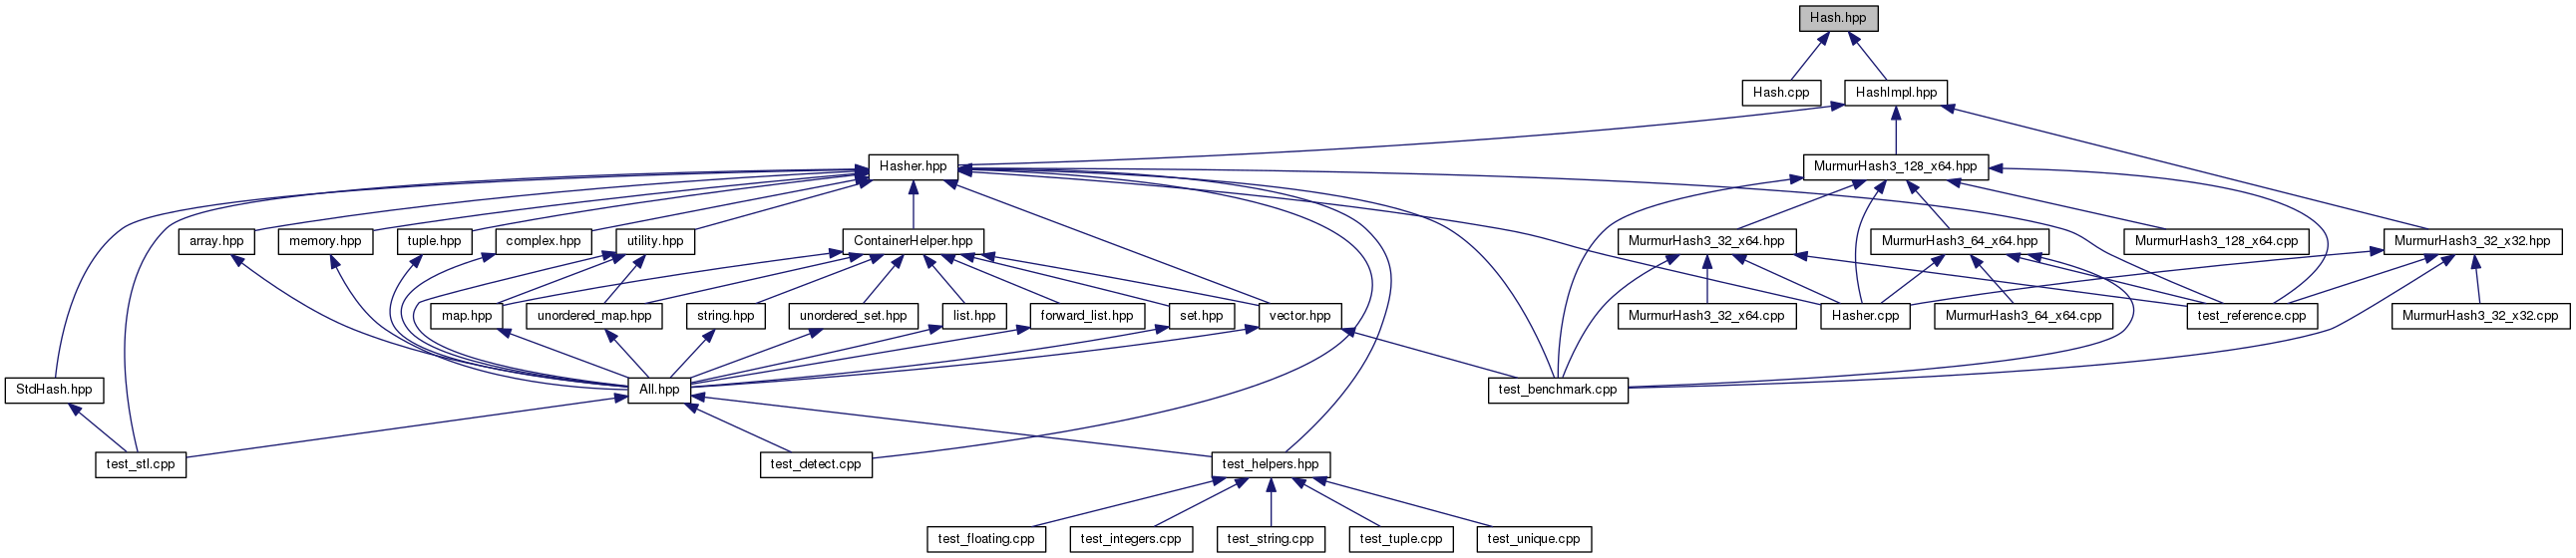 Hash.hpp
Hash.cpp
HashImpl.hpp
Hasher.hpp
MurmurHash3_128_x64.hpp
array.hpp
memory.hpp
tuple.hpp
complex.hpp
utility.hpp
ContainerHelper.hpp
MurmurHash3_32_x64.hpp
MurmurHash3_64_x64.hpp
MurmurHash3_128_x64.cpp
MurmurHash3_32_x32.hpp
map.hpp
unordered_map.hpp
string.hpp
unordered_set.hpp
list.hpp
forward_list.hpp
set.hpp
vector.hpp
MurmurHash3_32_x64.cpp
Hasher.cpp
MurmurHash3_64_x64.cpp
test_reference.cpp
MurmurHash3_32_x32.cpp
StdHash.hpp
All.hpp
test_benchmark.cpp
test_stl.cpp
test_detect.cpp
test_helpers.hpp
test_floating.cpp
test_integers.cpp
test_string.cpp
test_tuple.cpp
test_unique.cpp